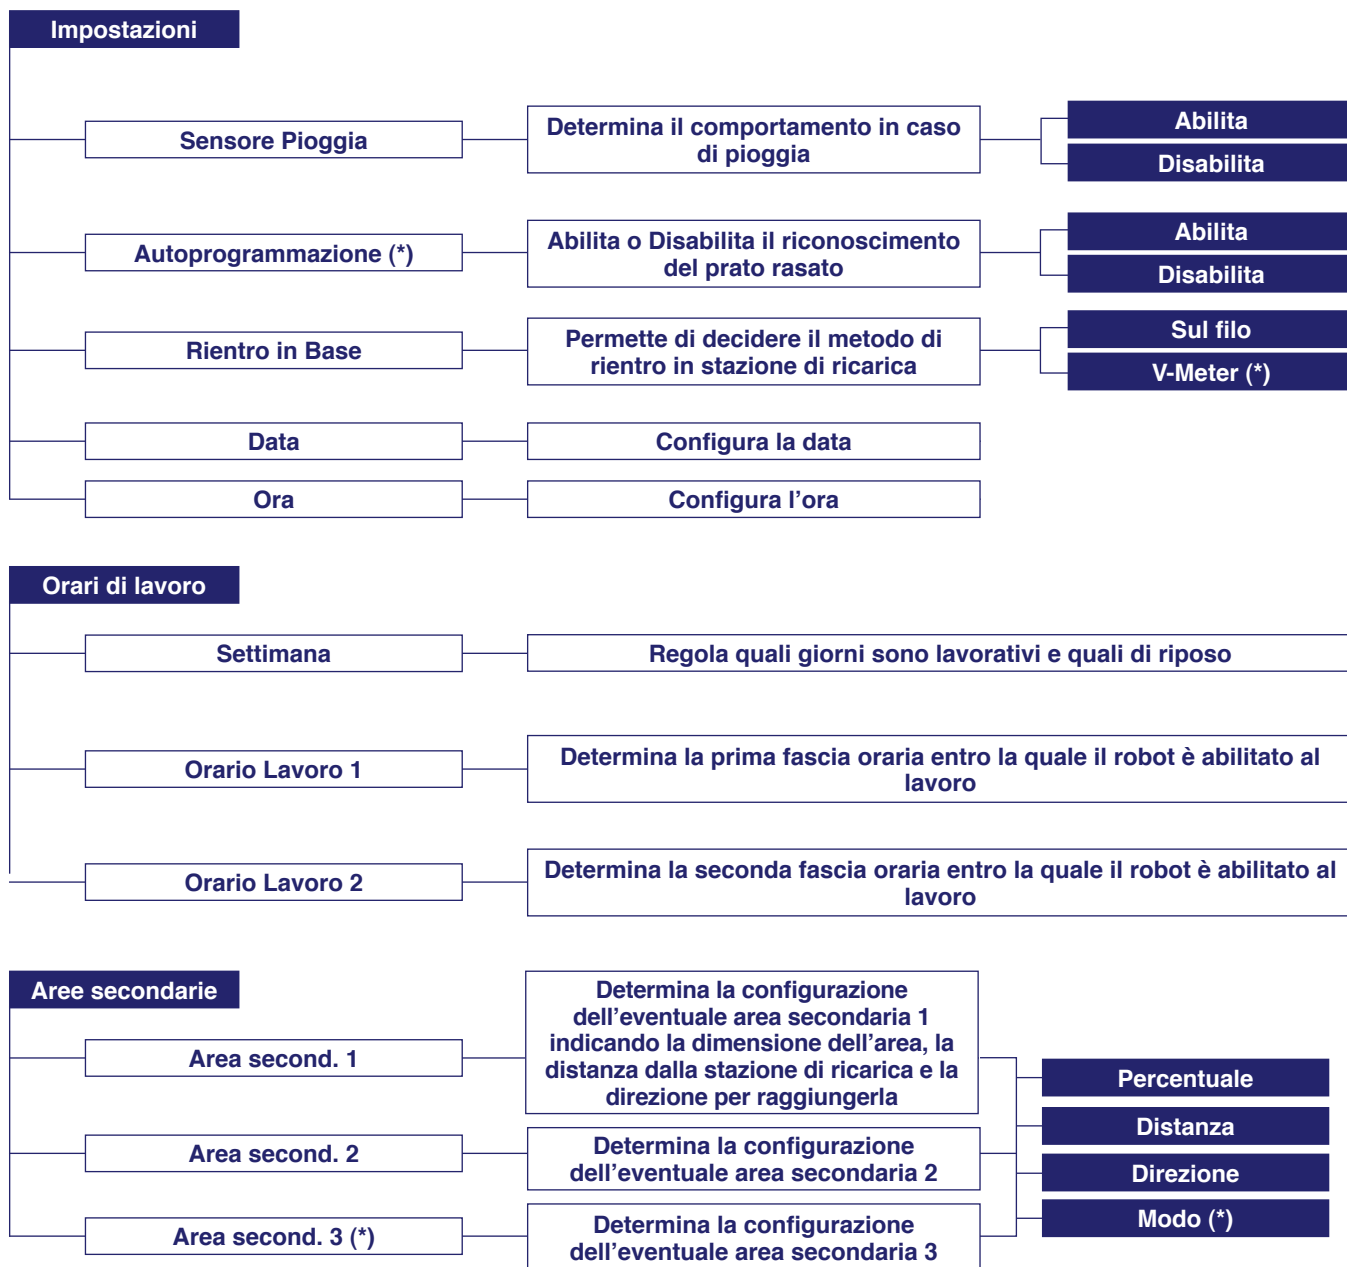 Impostazioni
Sensore Pioggia
Determina il comportamento in caso
di pioggia
Abilita
Disabilita
Autoprogrammazione (*)
Abilita o Disabilita il riconoscimento
del prato rasato
Abilita
Disabilita
Rientro in Base
Permette di decidere il metodo di
rientro in stazione di ricarica
Sul filo
V-Meter (*)
Data
Configura la data
Ora
Configura l’ora
Orari di lavoro
Settimana
Regola quali giorni sono lavorativi e quali di riposo
Orario Lavoro 1
Determina la prima fascia oraria entro la quale il robot è abilitato al
lavoro
Orario Lavoro 2
Determina la seconda fascia oraria entro la quale il robot è abilitato al
lavoro
Aree secondarie
Area second. 1
Determina la configurazione
dell’eventuale area secondaria 1
indicando la dimensione dell’area, la
distanza dalla stazione di ricarica e la
direzione per raggiungerla
Area second. 2
Determina la configurazione
dell’eventuale area secondaria 2
Area second. 3 (*)
Determina la configurazione
dell’eventuale area secondaria 3
Percentuale
Distanza
Direzione
Modo (*)